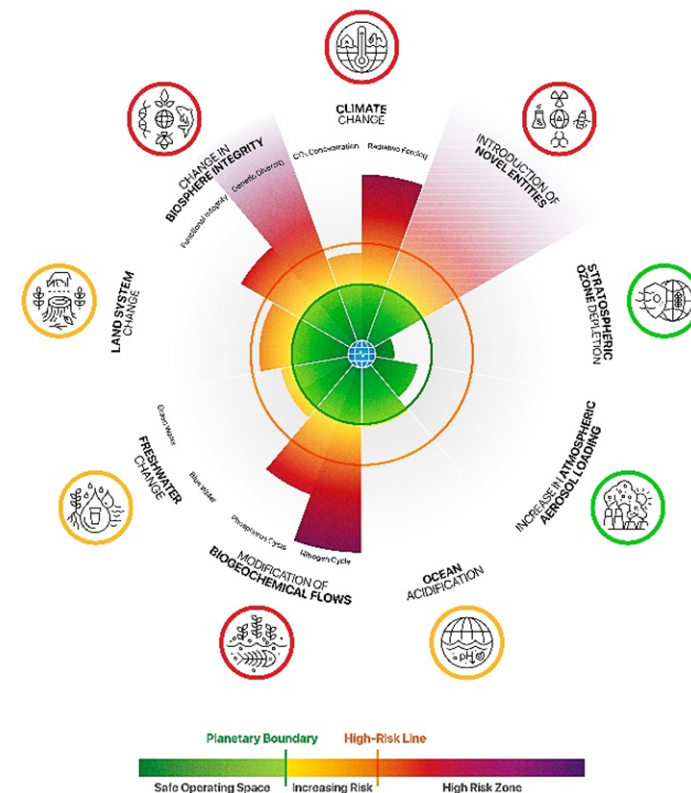 CLIMATE
CHANGE
CO₂ Concentration
Radiative Forcing
INTRODUCTION OF
NOVEL ENTITIES
STRATOSPHERIC
OZONE DEPLETION
INCREASE IN ATMOSPHERIC
AEROSOL LOADING
OCEAN
ACIDIFICATION
pH
MODIFICATION OF
BIOGEOCHEMICAL FLOWS
Phosphorus Cycle
Nitrogen Cycle
FRESHWATER
CHANGE
Green Water
Blue Water
LAND SYSTEM
CHANGE
CHANGE IN
BIOSPHERE INTEGRITY
Functional Integrity
Genetic Diversity
Planetary Boundary
High-Risk Line
Safe Operating Space
Increasing Risk
High Risk Zone